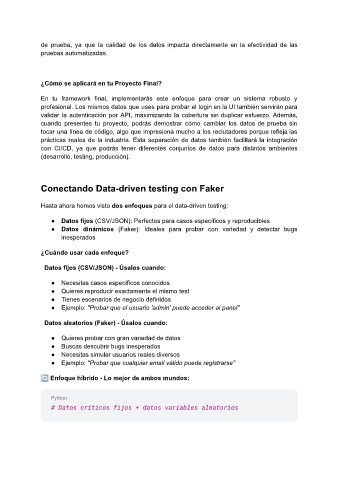 de prueba, ya que la calidad de los datos impacta directamente en la efectividad de las
pruebas automatizadas.
¿Cómo se aplicará en tu Proyecto Final?
En tu framework final, implementarás este enfoque para crear un sistema robusto y
profesional. Los mismos datos que uses para probar el login en la UI también servirán para
validar la autenticación por API, maximizando la cobertura sin duplicar esfuerzo. Además,
cuando presentes tu proyecto, podrás demostrar cómo cambiar los datos de prueba sin
tocar una línea de código, algo que impresiona mucho a los reclutadores porque refleja las
prácticas reales de la industria. Esta separación de datos también facilitará la integración
con CI/CD, ya que podrás tener diferentes conjuntos de datos para distintos ambientes
(desarrollo, testing, producción).
Conectando Data-driven testing con Faker
Hasta ahora hemos visto dos enfoques para el data-driven testing:
● Datos fijos (CSV/JSON): Perfectos para casos específicos y reproducibles
● Datos dinámicos (Faker): Ideales para probar con variedad y detectar bugs
inesperados
¿Cuándo usar cada enfoque?
Datos fijos (CSV/JSON) - Úsalos cuando:
● Necesitas casos específicos conocidos
● Quieres reproducir exactamente el mismo test
● Tienes escenarios de negocio definidos
● Ejemplo: "Probar que el usuario 'admin' puede acceder al panel"
Datos aleatorios (Faker) - Úsalos cuando:
● Quieres probar con gran variedad de datos
● Buscas descubrir bugs inesperados
● Necesitas simular usuarios reales diversos
● Ejemplo: "Probar que cualquier email válido puede registrarse"
🔄 Enfoque híbrido - Lo mejor de ambos mundos:
Python
# Datos críticos fijos + datos variables aleatorios